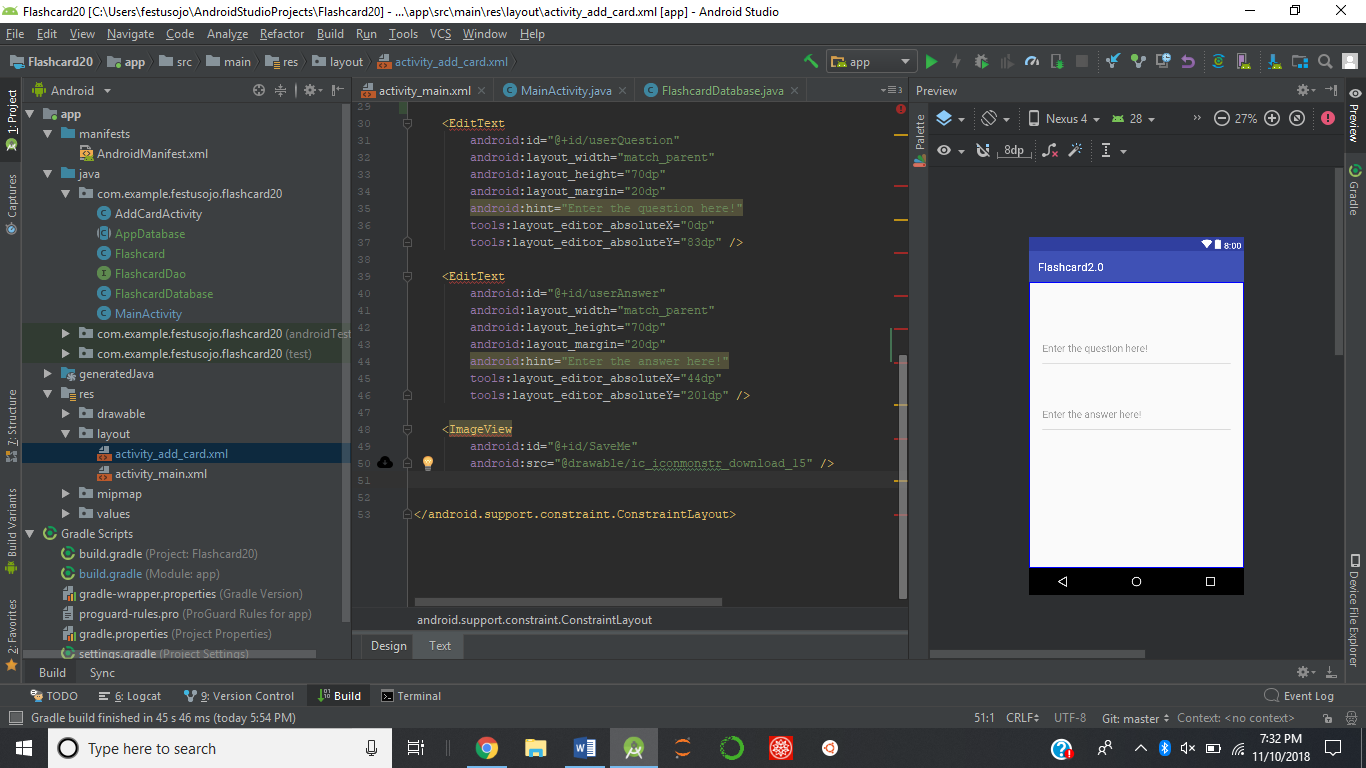 Flashcard20 [C:\Users\festusojo\AndroidStudioProjects\Flashcard20] - ...\app\src\main\res\layout\activity_add_card.xml [app] - Android Studio
File Edit View Navigate Code Analyze Refactor Build Run Tools VCS Window Help
Flashcard20 app src main res layout activity_add_card.xml
app
Android
activity_main.xml MainActivity.java FlashcardDatabase.java
3
Preview
1: Project
Captures
7: Structure
Build Variants
2: Favorites
app
manifests
AndroidManifest.xml
java
com.example.festusojo.flashcard20
AddCardActivity
AppDatabase
Flashcard
FlashcardDao
FlashcardDatabase
MainActivity
com.example.festusojo.flashcard20 (androidTest
com.example.festusojo.flashcard20 (test)
generatedJava
res
drawable
layout
activity_add_card.xml
activity_main.xml
mipmap
values
Gradle Scripts
build.gradle (Project: Flashcard20)
build.gradle (Module: app)
gradle-wrapper.properties (Gradle Version)
proguard-rules.pro (ProGuard Rules for app)
gradle.properties (Project Properties)
settings.gradle (Project Settings)
29
30 <EditText
31 android:id="@+id/userQuestion"
32 android:layout_width="match_parent"
33 android:layout_height="70dp"
34 android:layout_margin="20dp"
35 android:hint="Enter the question here!"
36 tools:layout_editor_absoluteX="0dp"
37 tools:layout_editor_absoluteY="83dp" />
38
39 <EditText
40 android:id="@+id/userAnswer"
41 android:layout_width="match_parent"
42 android:layout_height="70dp"
43 android:layout_margin="20dp"
44 android:hint="Enter the answer here!"
45 tools:layout_editor_absoluteX="44dp"
46 tools:layout_editor_absoluteY="201dp" />
47
48 <ImageView
49 android:id="@+id/SaveMe"
50 android:src="@drawable/ic_iconmonstr_download_15" />
51
52
53 </android.support.constraint.ConstraintLayout>
android.support.constraint.ConstraintLayout
Design Text
Palette
Nexus 4 28 27%
8dp
8:00
Flashcard2.0
Enter the question here!
Enter the answer here!
Preview
Gradle
Device File Explorer
Build Sync
TODO 6: Logcat 9: Version Control Build Terminal
Event Log
Gradle build finished in 45 s 46 ms (today 5:54 PM)
51:1 CRLF UTF-8 Git: master Context: <no context>
Type here to search
7:32 PM
11/10/2018